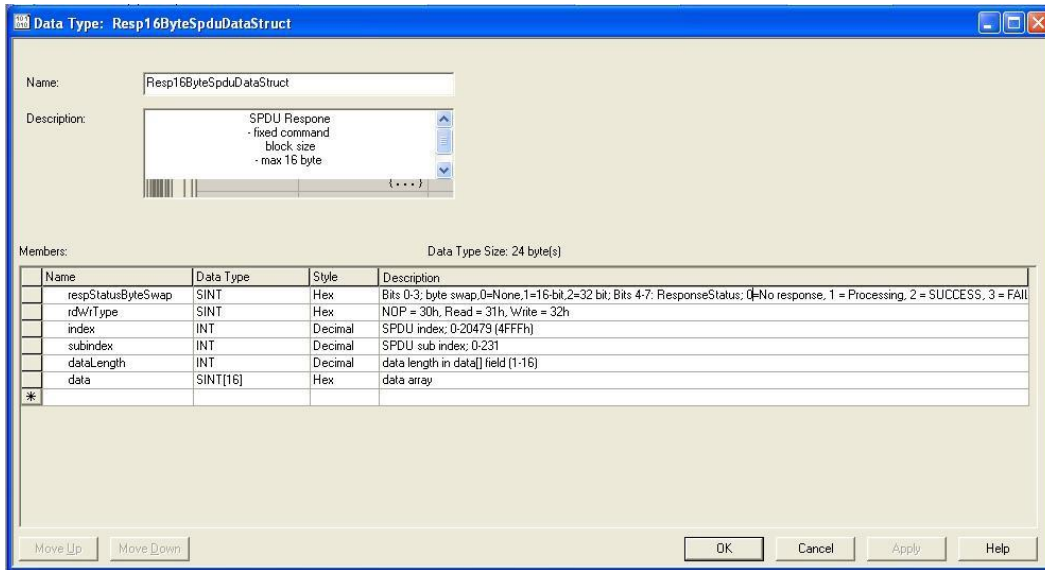 Data Type: Resp16ByteSpduDataStruct
Name: Resp16ByteSpduDataStruct
Description: SPDU Respone
- fixed command
block size
- max 16 byte
{...}
Members: Data Type Size: 24 byte(s)
Name Data Type Style Description
respStatusByteSwap SINT Hex Bits 0-3; byte swap,0=None,1=16-bit,2=32 bit; Bits 4-7: ResponseStatus; 0=No response, 1 = Processing, 2 = SUCCESS, 3 = FAIL
rdWrType SINT Hex NOP = 30h, Read = 31h, Write = 32h
index INT Decimal SPDU index; 0-20479 (4FFFh)
subindex INT Decimal SPDU sub index; 0-231
dataLength INT Decimal data length in data[] field (1-16)
data SINT[16] Hex data array
Move Up Move Down OK Cancel Apply Help